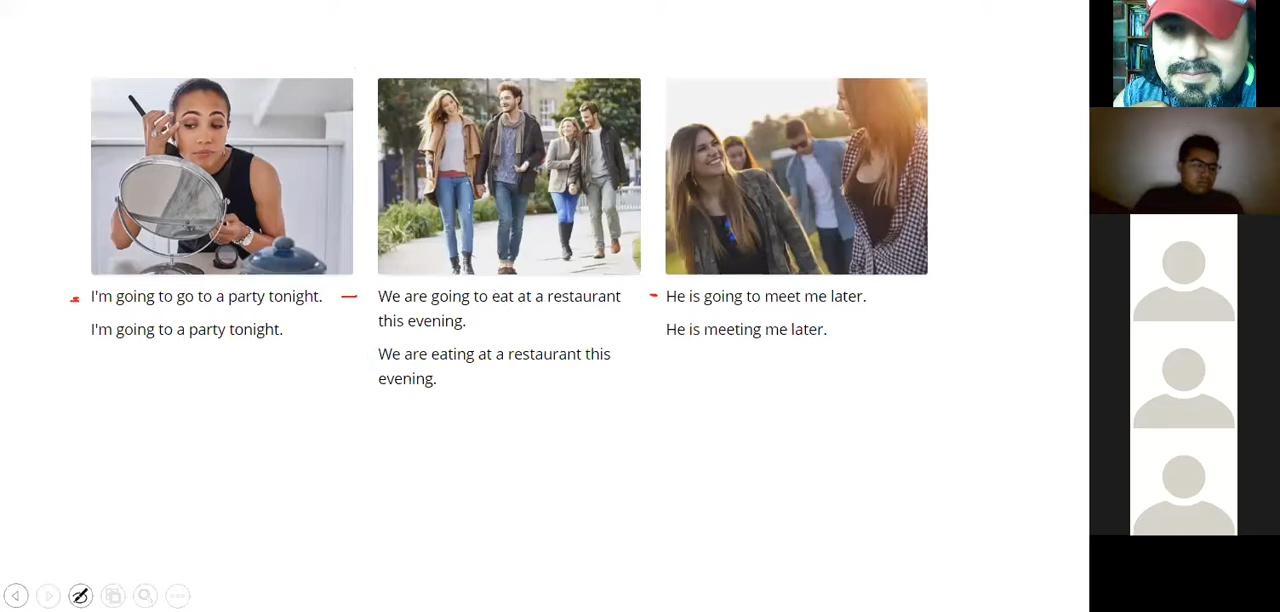 I'm going to go to a party tonight.
I'm going to a party tonight.
We are going to eat at a restaurant
this evening.
We are eating at a restaurant this
evening.
He is going to meet me later.
He is meeting me later.